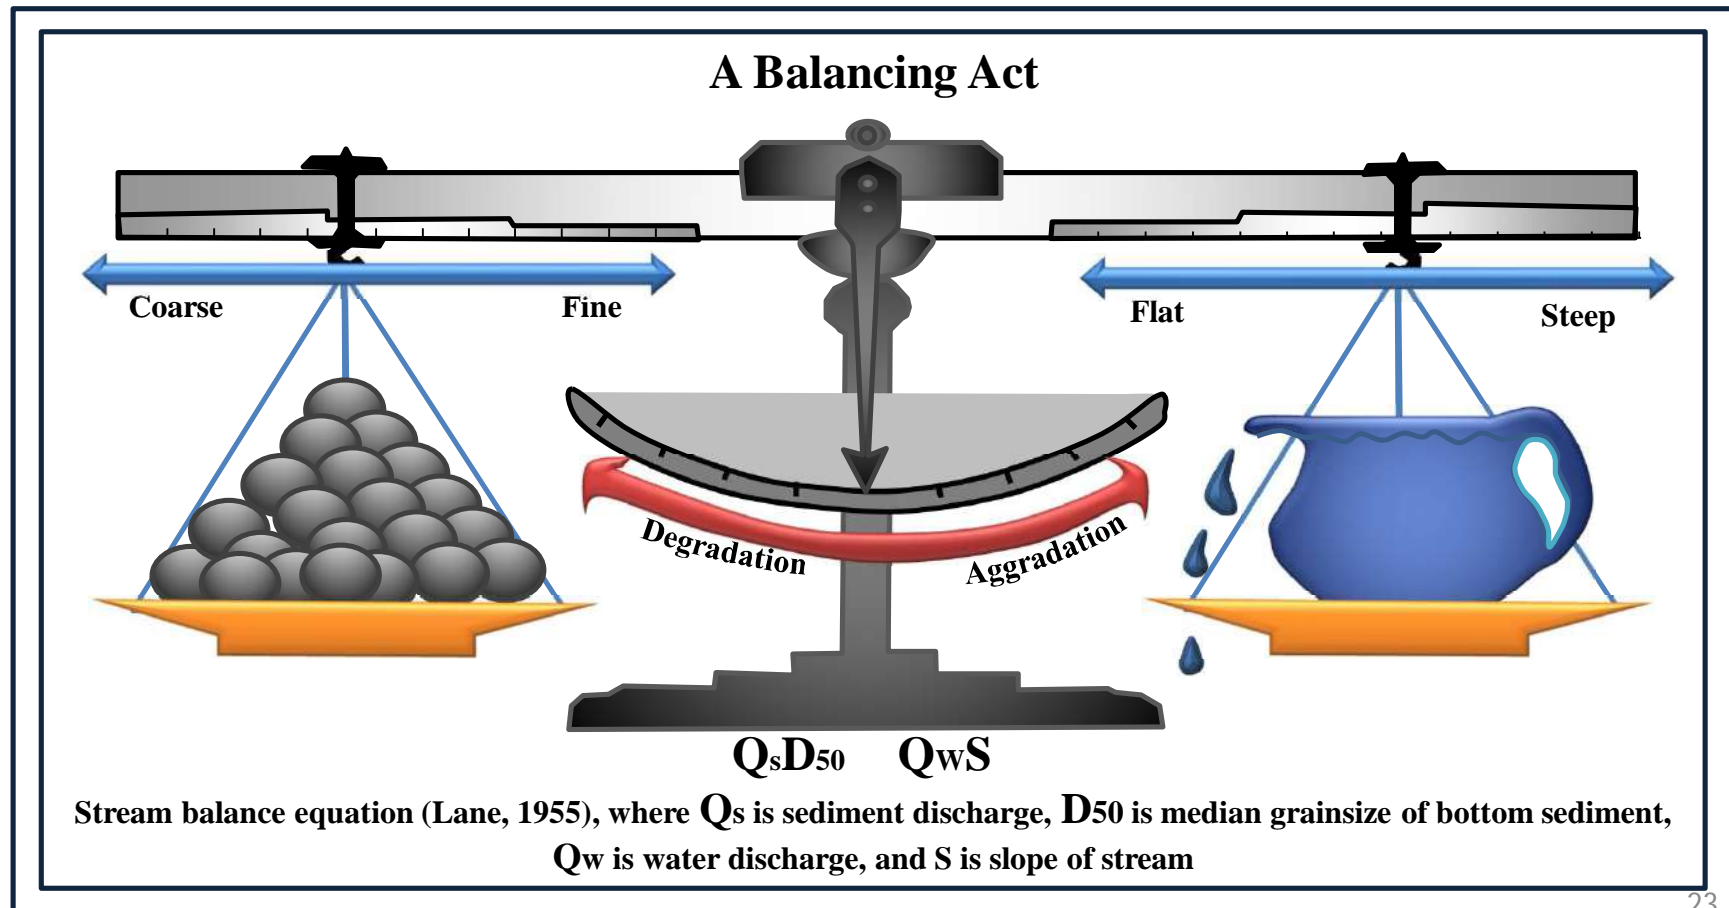 A Balancing Act
Coarse
Fine
Flat
Steep
Degradation
Aggradation
QsD50 QwS
Stream balance equation (Lane, 1955), where Qs is sediment discharge, D50 is median grainsize of bottom sediment,
Qw is water discharge, and S is slope of stream
23